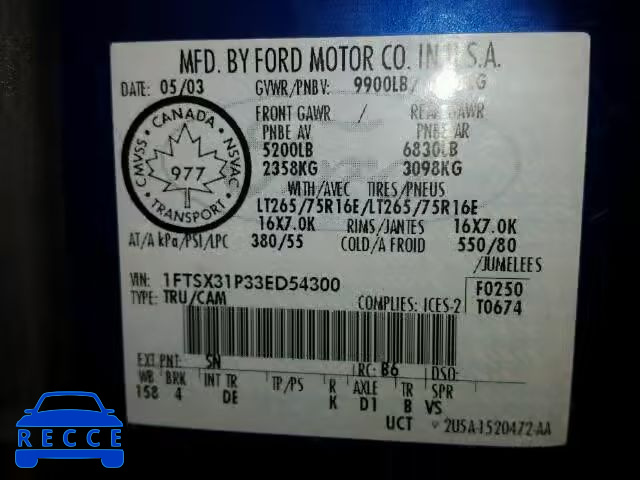 MFD. BY FORD MOTOR CO. IN U.S.A.
DATE: 05/03 GVWR/PNBV: 9900LB/ KG
FRONT GAWR / REAR GAWR
PNBE AV PNBE AR
5200LB 6830LB
2358KG 3098KG
WITH/AVEC TIRES/PNEUS
LT265/75R16E/LT265/75R16E
16X7.0K RIMS/JANTES 16X7.0K
AT/A kPa/PSI/LPC 380/55 COLD/A FROID 550/80
/JUMELEES
CANADA
CMVSS NSVAC
977
TRANSPORT
VIN: 1FTSX31P33ED54300 F0250
TYPE: TRU/CAM COMPLIES: ICES-2 T0674
EXT PNT: SN RC: B6 DSO:
WB BRK INT TR TP/PS R AXLE TR SPR
158 4 DE K D1 B VS
UCT 2USA-1520472-AA
RECCE